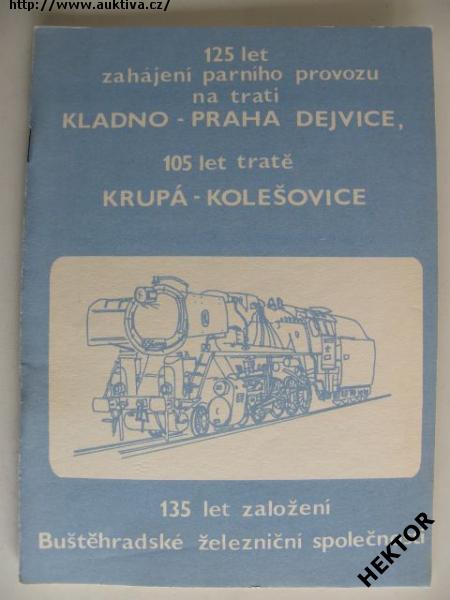 http://www.auktiva.cz/
125 let
zahájení parního provozu
na trati
KLADNO - PRAHA DEJVICE,
105 let tratě
KRUPÁ - KOLEŠOVICE
135 let založení
Buštěhradské železniční společnosti
HEKTOR